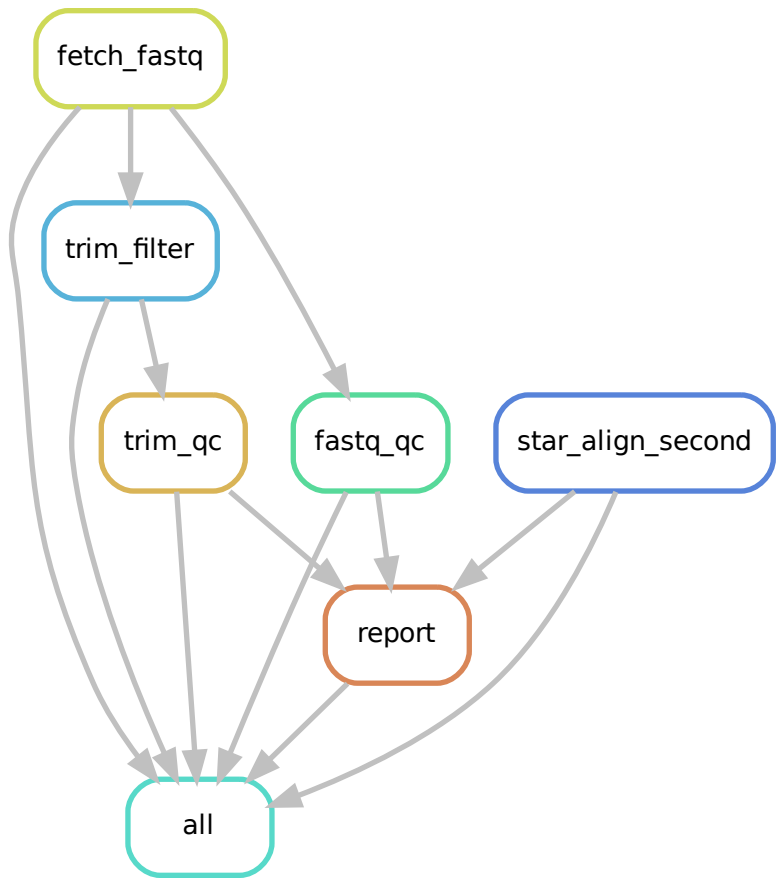 fetch_fastq
trim_filter
trim_qc
fastq_qc
star_align_second
report
all